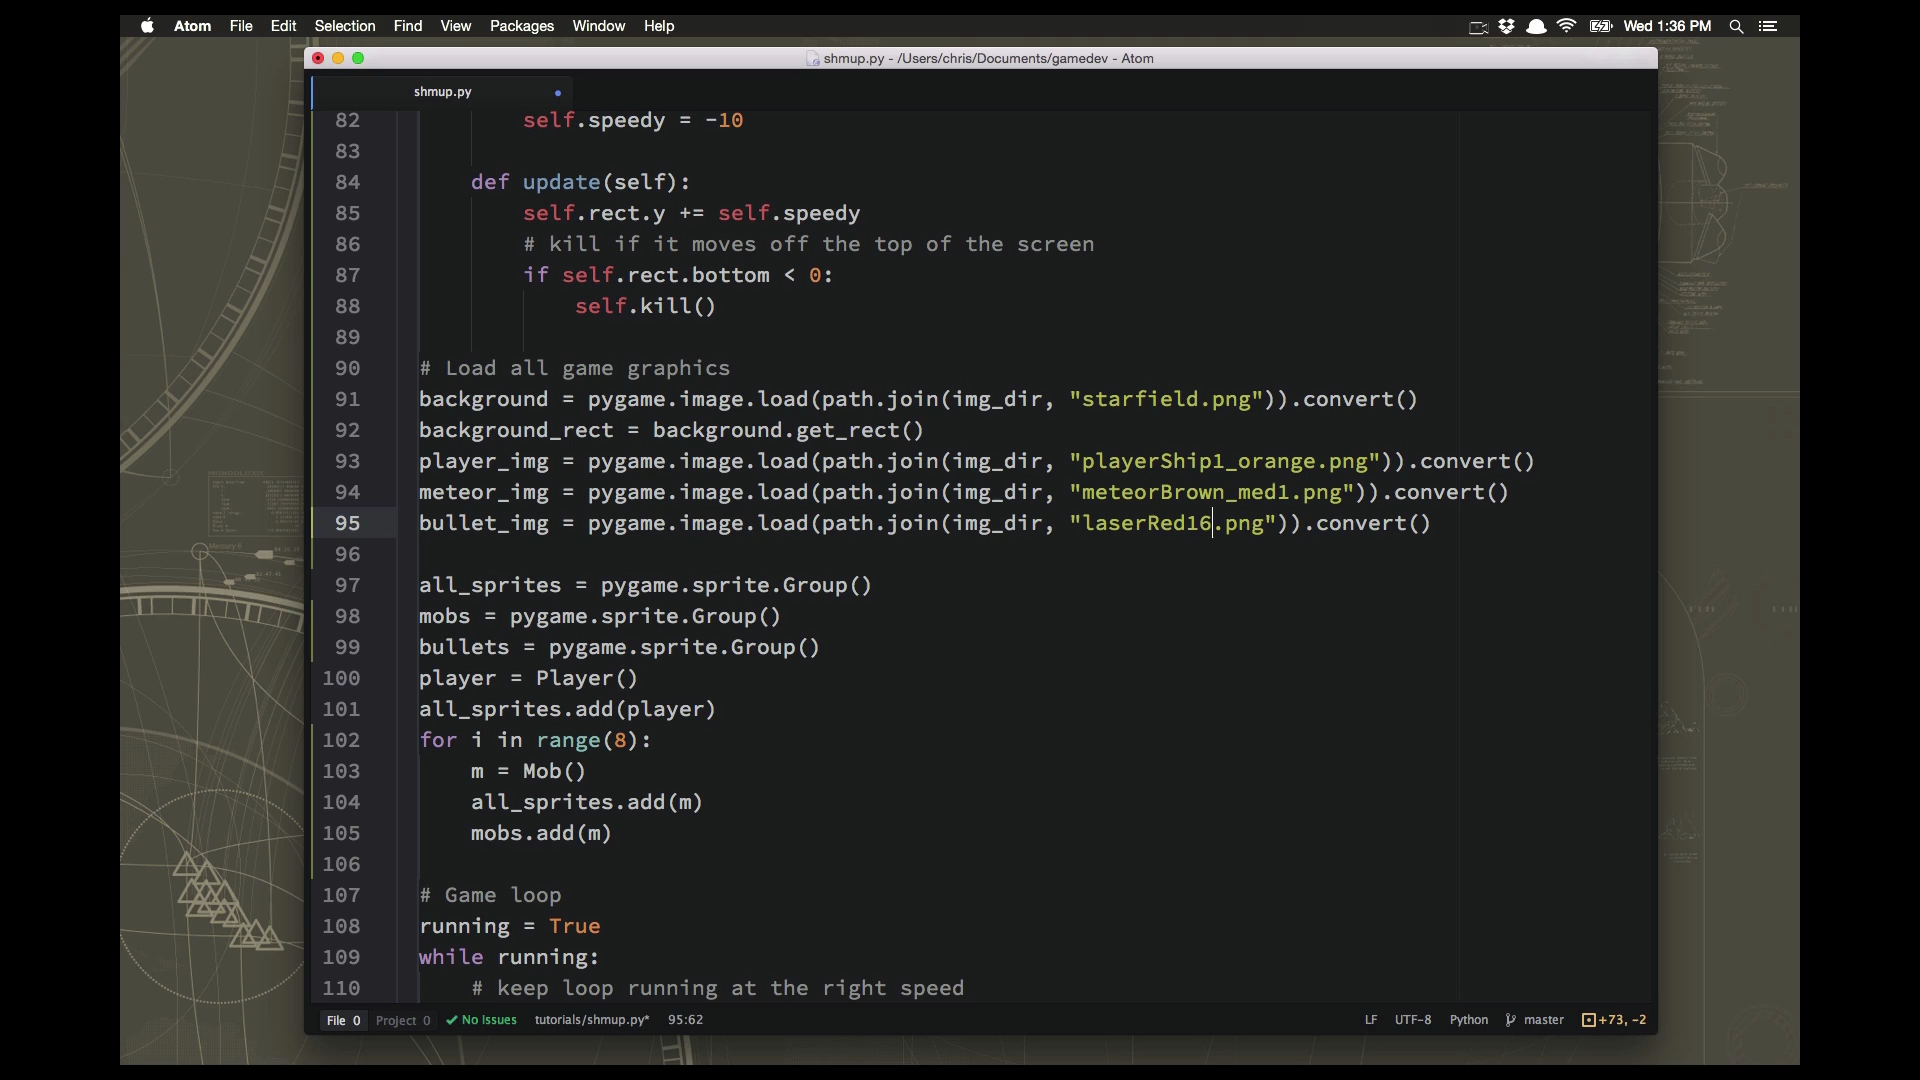 Atom File Edit Selection Find View Packages Window Help Wed 1:36 PM
shmup.py - /Users/chris/Documents/gamedev - Atom
shmup.py
82         self.speedy = -10
83
84     def update(self):
85         self.rect.y += self.speedy
86         # kill if it moves off the top of the screen
87         if self.rect.bottom < 0:
88             self.kill()
89
90 # Load all game graphics
91 background = pygame.image.load(path.join(img_dir, "starfield.png")).convert()
92 background_rect = background.get_rect()
93 player_img = pygame.image.load(path.join(img_dir, "playerShip1_orange.png")).convert()
94 meteor_img = pygame.image.load(path.join(img_dir, "meteorBrown_med1.png")).convert()
95 bullet_img = pygame.image.load(path.join(img_dir, "laserRed16.png")).convert()
96
97 all_sprites = pygame.sprite.Group()
98 mobs = pygame.sprite.Group()
99 bullets = pygame.sprite.Group()
100 player = Player()
101 all_sprites.add(player)
102 for i in range(8):
103     m = Mob()
104     all_sprites.add(m)
105     mobs.add(m)
106
107 # Game loop
108 running = True
109 while running:
110     # keep loop running at the right speed
File 0 Project 0 No Issues tutorials/shmup.py* 95:62 LF UTF-8 Python master +73, -2